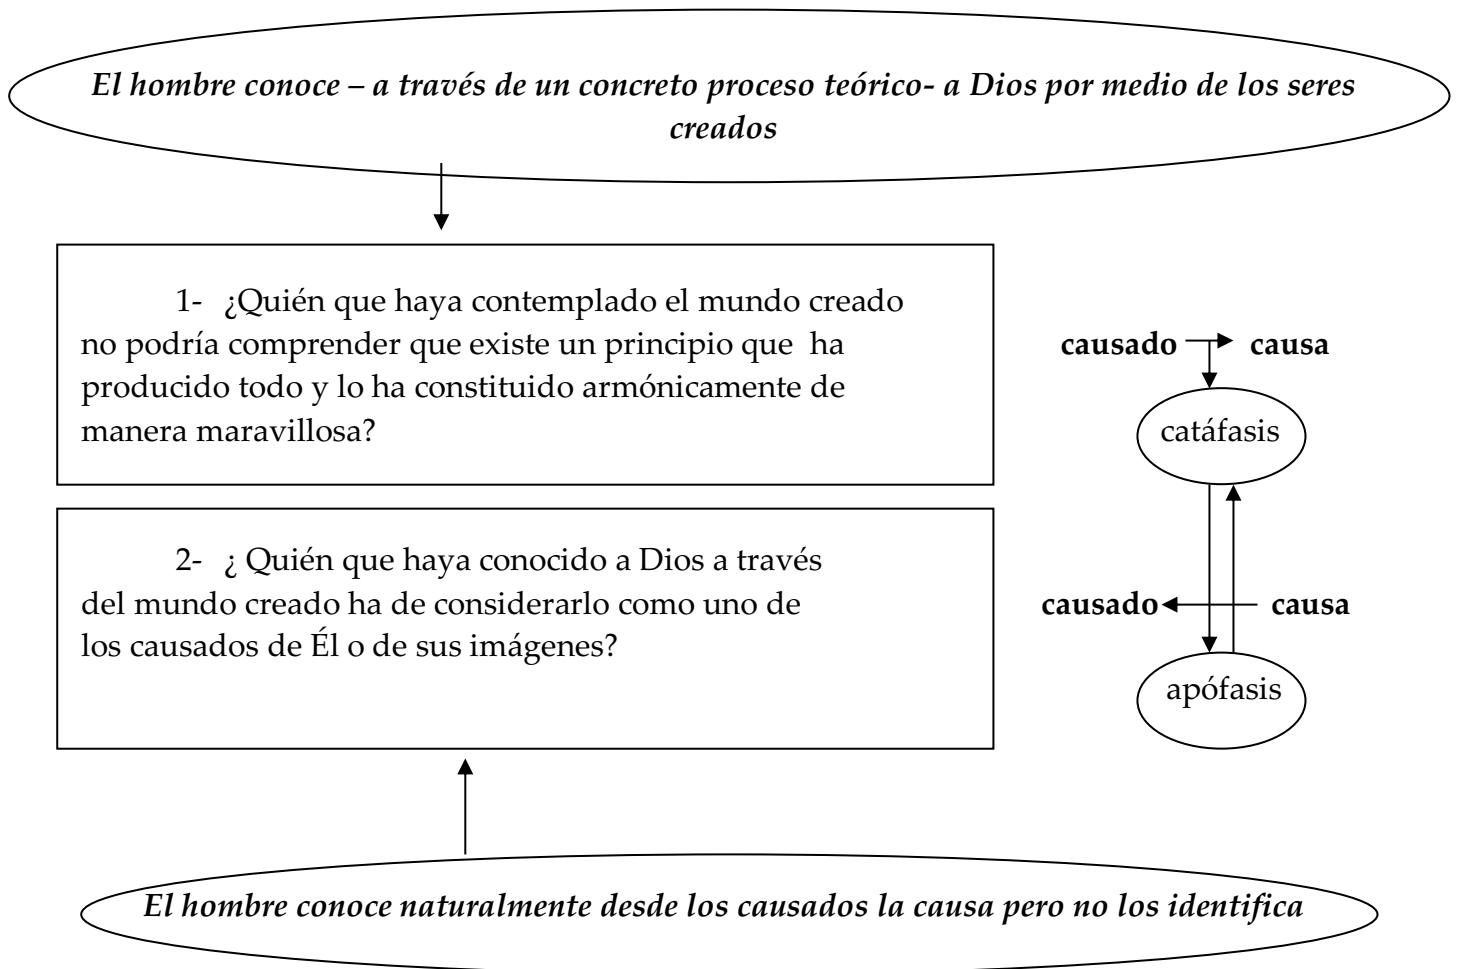 El hombre conoce – a través de un concreto proceso teórico- a Dios por medio de los seres
creados
1- ¿Quién que haya contemplado el mundo creado
no podría comprender que existe un principio que ha
producido todo y lo ha constituido armónicamente de
manera maravillosa?
causado causa
catáfasis
2- ¿ Quién que haya conocido a Dios a través
del mundo creado ha de considerarlo como uno de
los causados de Él o de sus imágenes?
causado causa
apófasis
El hombre conoce naturalmente desde los causados la causa pero no los identifica